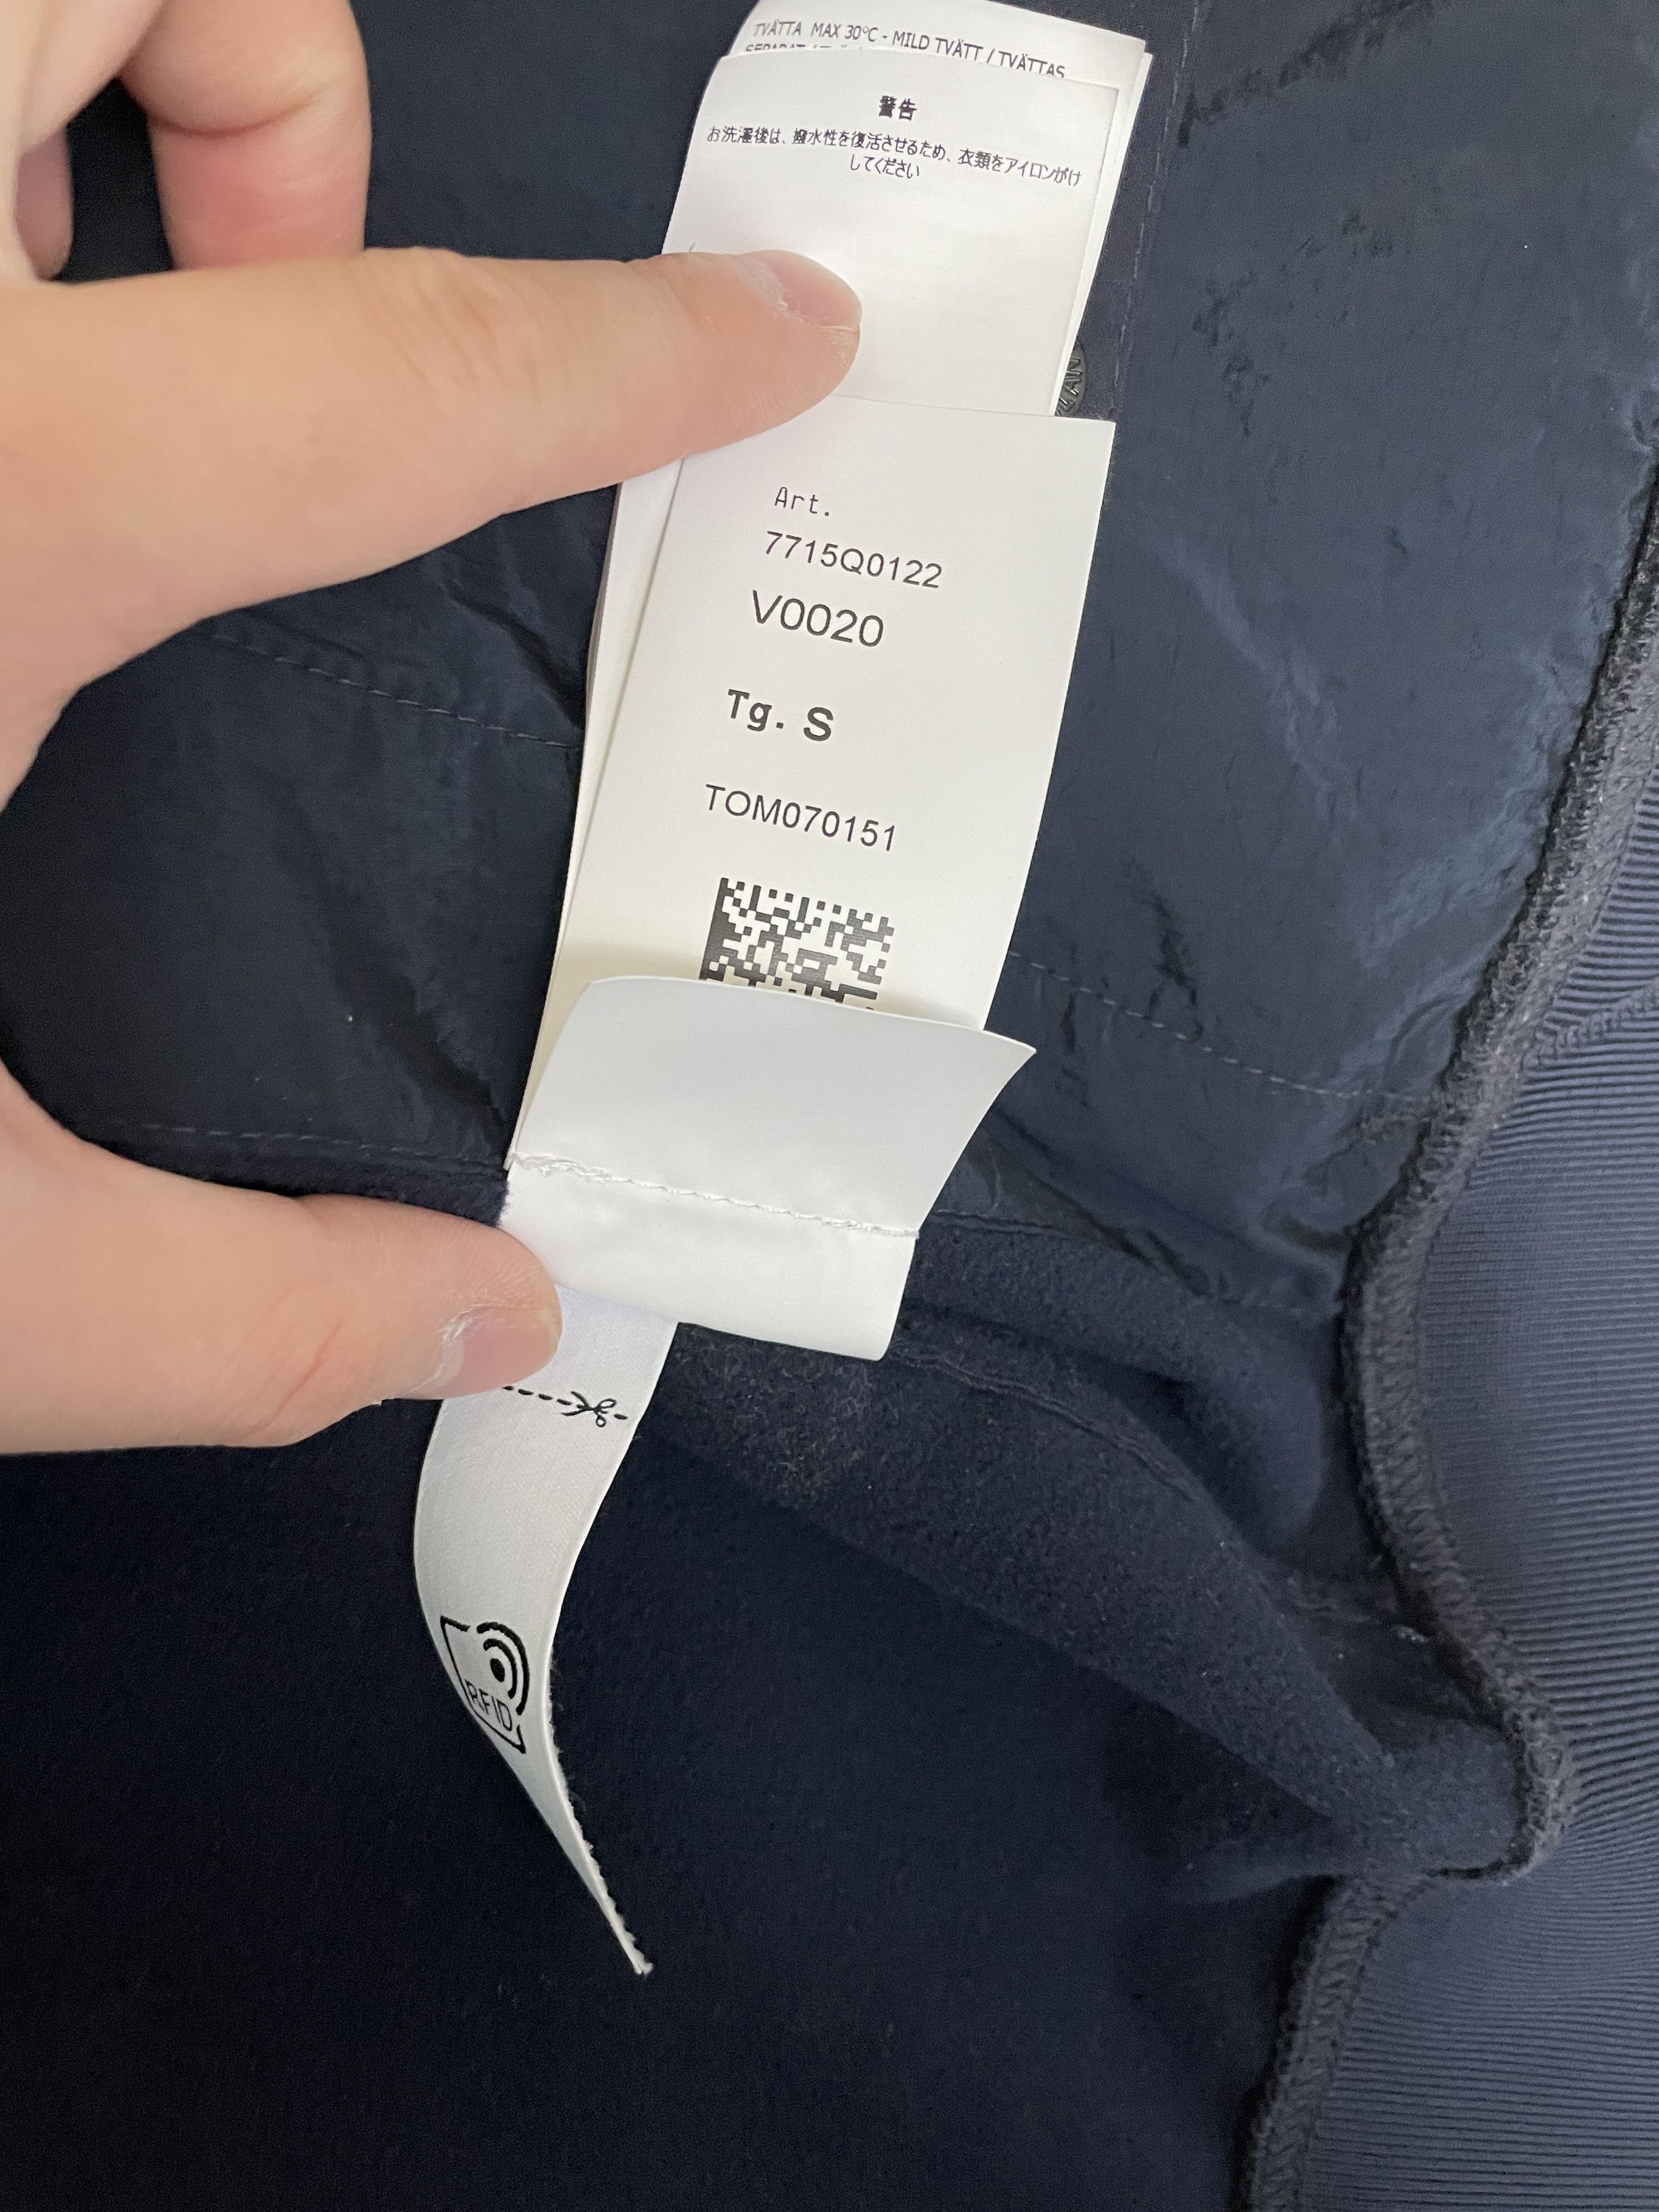 TVÄTTA MAX 30°C - MILD TVÄTT / TVÄTTAS
警告
お洗濯後は、撥水性を復活させるため、衣類をアイロンがけ
してください
Art.
7715Q0122
V0020
Tg. S
TOM070151
RFID